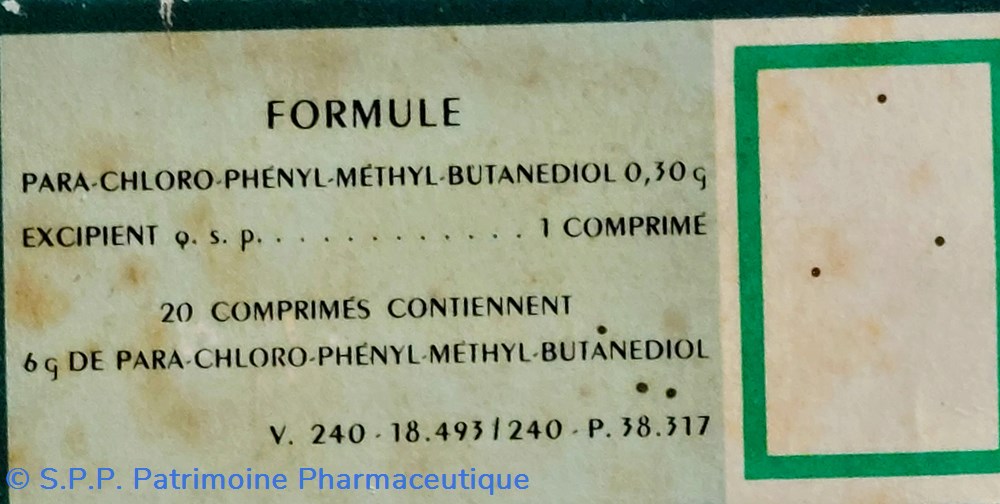 FORMULE
PARA-CHLORO-PHÉNYL-MÉTHYL-BUTANEDIOL 0,30 g
EXCIPIENT Q. s. p. . . . . . . . . . . . . 1 COMPRIMÉ
20 COMPRIMÉS CONTIENNENT
6 g DE PARA-CHLORO-PHÉNYL-MÉTHYL-BUTANEDIOL
V. 240 - 18.493 / 240 - P. 38.317
© S.P.P. Patrimoine Pharmaceutique